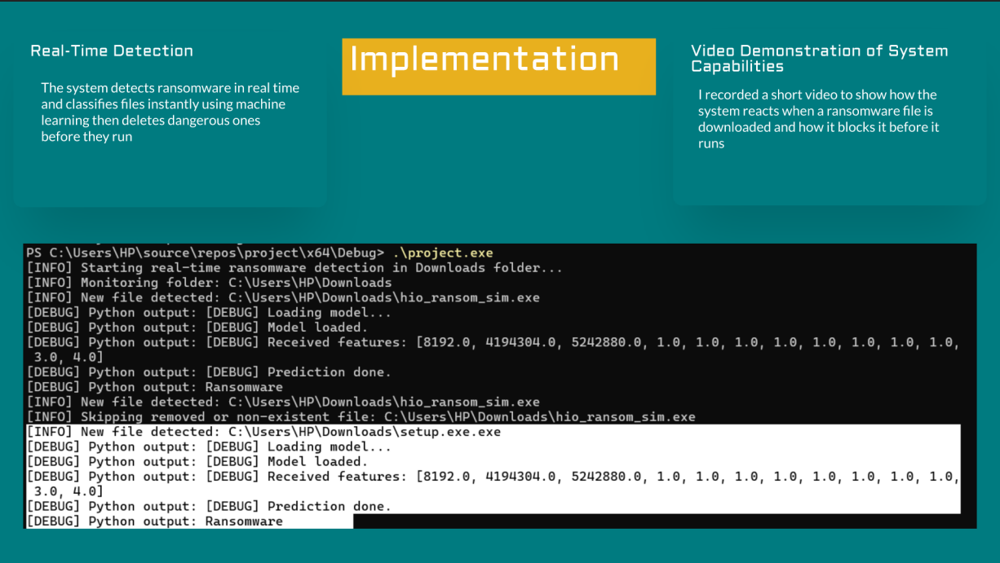 Real-Time Detection
The system detects ransomware in real time
and classifies files instantly using machine
learning then deletes dangerous ones
before they run
Implementation
Video Demonstration of System
Capabilities
I recorded a short video to show how the
system reacts when a ransomware file is
downloaded and how it blocks it before it
runs
PS C:\Users\HP\source\repos\project\x64\Debug> .\project.exe
[INFO] Starting real-time ransomware detection in Downloads folder...
[INFO] Monitoring folder: C:\Users\HP\Downloads
[INFO] New file detected: C:\Users\HP\Downloads\hio_ransom_sim.exe
[DEBUG] Python output: [DEBUG] Loading model...
[DEBUG] Python output: [DEBUG] Model loaded.
[DEBUG] Python output: [DEBUG] Received features: [8192.0, 4194304.0, 5242880.0, 1.0, 1.0, 1.0, 1.0, 1.0, 1.0, 1.0,
3.0, 4.0]
[DEBUG] Python output: [DEBUG] Prediction done.
[DEBUG] Python output: Ransomware
[INFO] New file detected: C:\Users\HP\Downloads\hio_ransom_sim.exe
[INFO] Skipping removed or non-existent file: C:\Users\HP\Downloads\hio_ransom_sim.exe
[INFO] New file detected: C:\Users\HP\Downloads\setup.exe.exe
[DEBUG] Python output: [DEBUG] Loading model...
[DEBUG] Python output: [DEBUG] Model loaded.
[DEBUG] Python output: [DEBUG] Received features: [8192.0, 4194304.0, 5242880.0, 1.0, 1.0, 1.0, 1.0, 1.0, 1.0, 1.0,
3.0, 4.0]
[DEBUG] Python output: [DEBUG] Prediction done.
[DEBUG] Python output: Ransomware